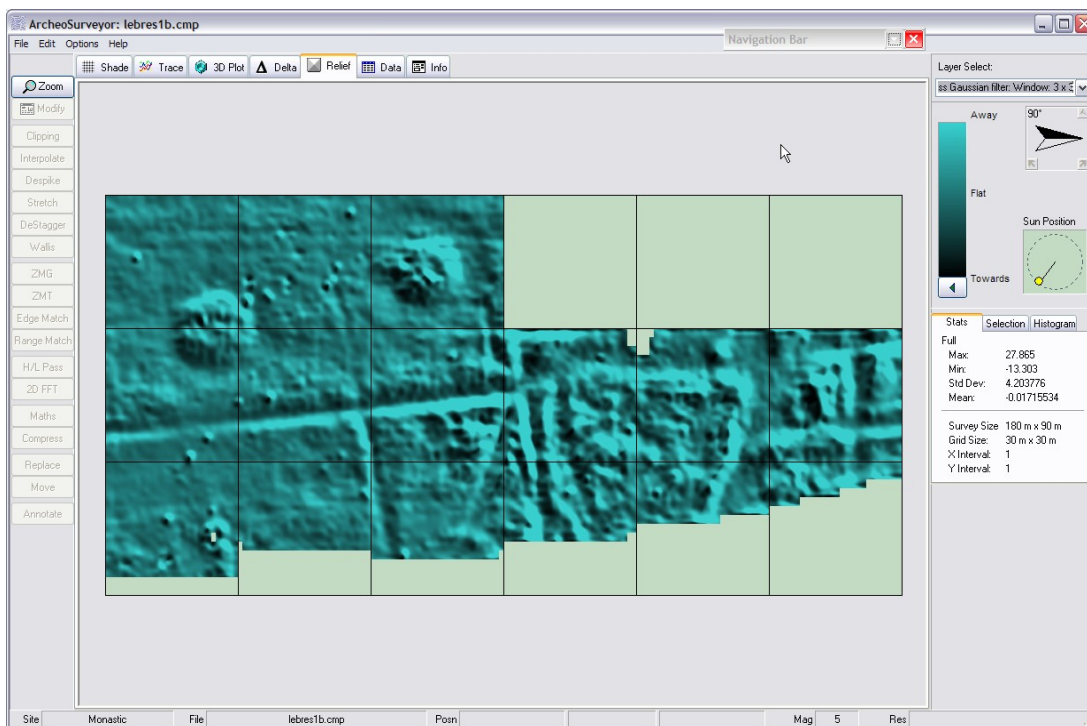 ArcheoSurveyor: lebres1b.cmp
File Edit Options Help
Navigation Bar
Shade Trace 3D Plot Delta Relief Data Info
Zoom
Modify
Clipping
Interpolate
Despike
Stretch
DeStagger
Wallis
ZMG
ZMT
Edge Match
Range Match
H/L Pass
2D FFT
Maths
Compress
Replace
Move
Annotate
Layer Select:
ss Gaussian filter: Window: 3 x
Away
90°
Flat
Sun Position
Towards
Stats Selection Histogram
Full
Max: 27.865
Min: -13.303
Std Dev: 4.203776
Mean: -0.01715534
Survey Size 180 m x 90 m
Grid Size: 30 m x 30 m
X Interval: 1
Y Interval: 1
Site Monastic File lebres1b.cmp Posn Mag 5 Res